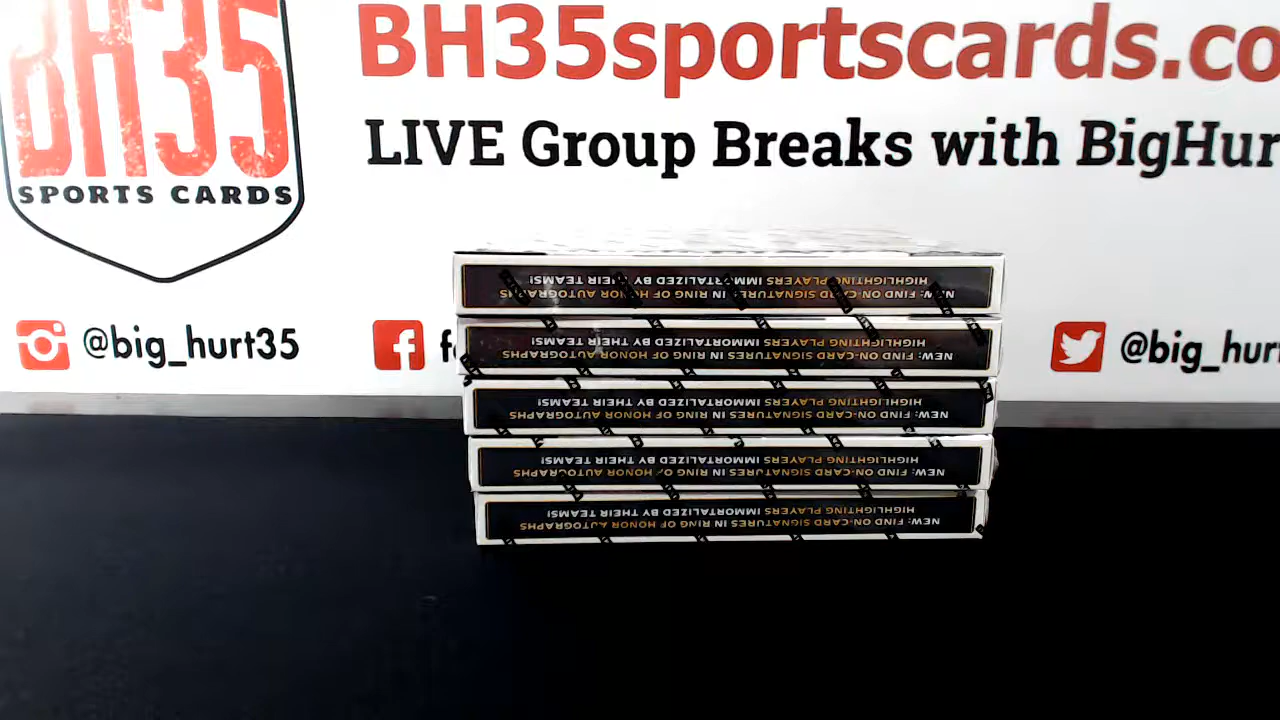 BH35
SPORTS CARDS
BH35sportscards.co
LIVE Group Breaks with BigHur
@big_hurt35
f
@big_hurt
NEW: FIND ON-CARD SIGNATURES IN RING OF HONOR AUTOGRAPHS
HIGHLIGHTING PLAYERS IMMORTALIZED BY THEIR TEAMS!
NEW: FIND ON-CARD SIGNATURES IN RING OF HONOR AUTOGRAPHS
HIGHLIGHTING PLAYERS IMMORTALIZED BY THEIR TEAMS!
NEW: FIND ON-CARD SIGNATURES IN RING OF HONOR AUTOGRAPHS
HIGHLIGHTING PLAYERS IMMORTALIZED BY THEIR TEAMS!
NEW: FIND ON-CARD SIGNATURES IN RING OF HONOR AUTOGRAPHS
HIGHLIGHTING PLAYERS IMMORTALIZED BY THEIR TEAMS!
NEW: FIND ON-CARD SIGNATURES IN RING OF HONOR AUTOGRAPHS
HIGHLIGHTING PLAYERS IMMORTALIZED BY THEIR TEAMS!